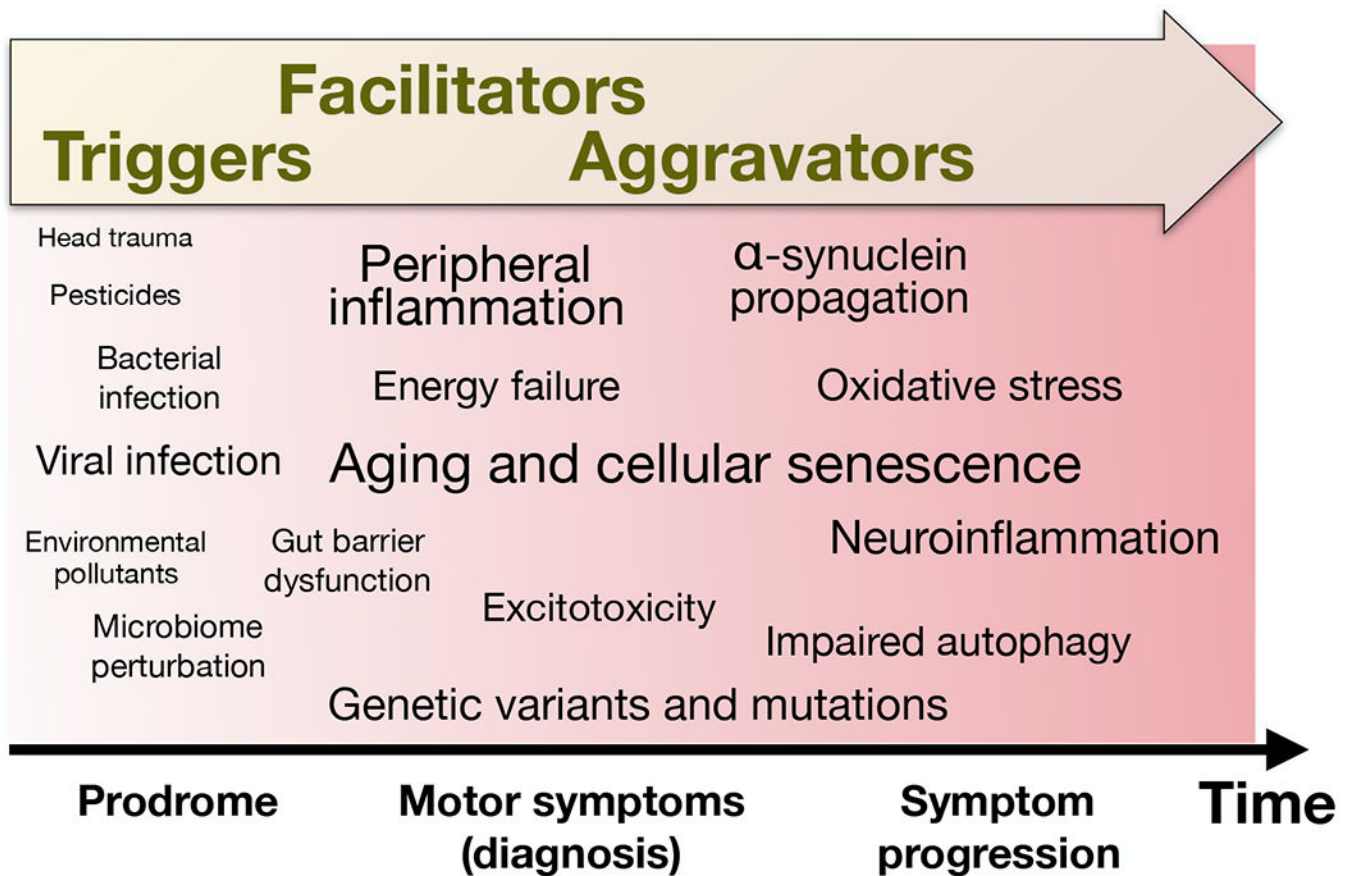 Facilitators
Triggers
Aggravators
Head trauma
Peripheral
inflammation
α-synuclein
propagation
Pesticides
Bacterial
infection
Energy failure
Oxidative stress
Viral infection
Aging and cellular senescence
Environmental
pollutants
Gut barrier
dysfunction
Neuroinflammation
Excitotoxicity
Microbiome
perturbation
Impaired autophagy
Genetic variants and mutations
Prodrome
Motor symptoms
(diagnosis)
Symptom
progression
Time